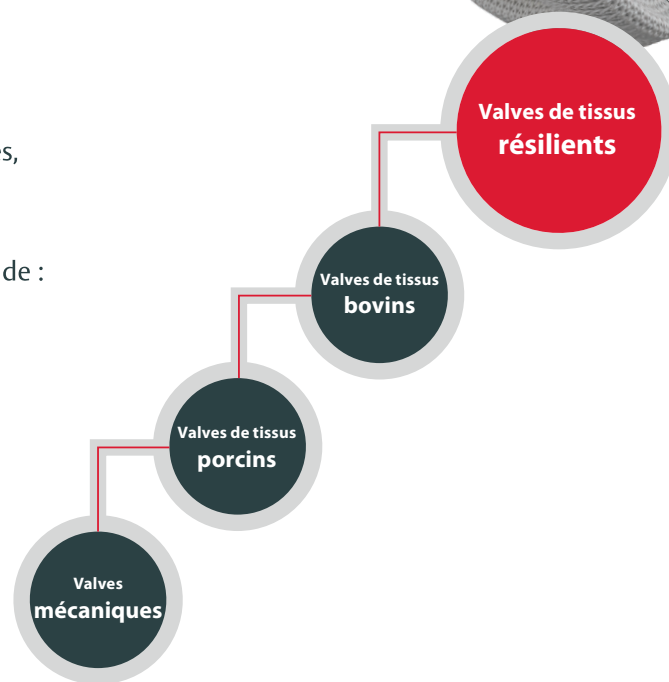 Valves de tissus
résilients
s,
de :
Valves de tissus
bovins
Valves de tissus
porcins
Valves
mécaniques